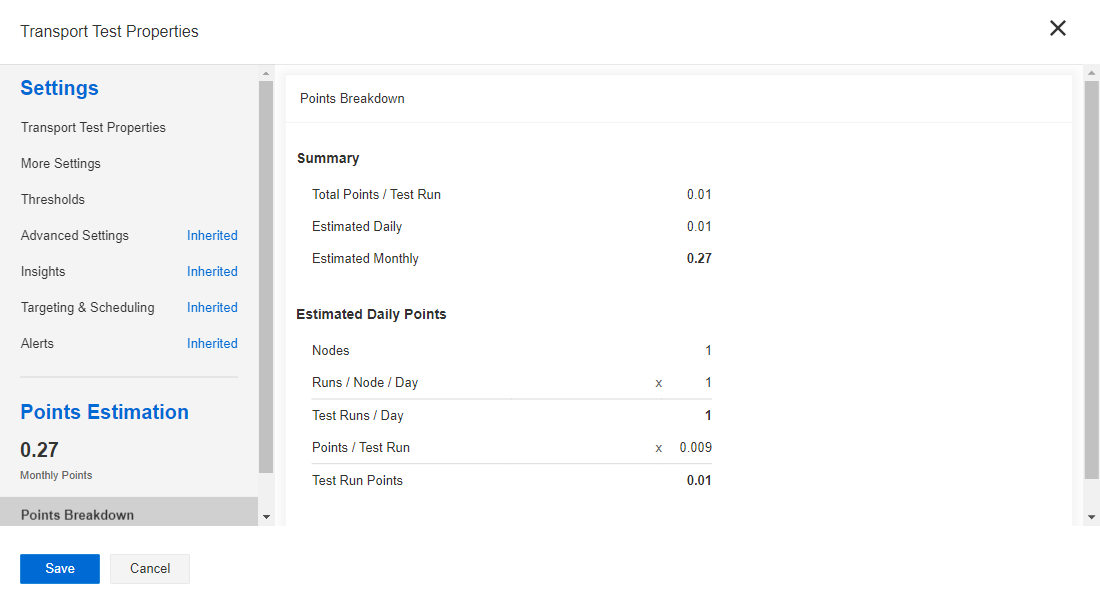 Transport Test Properties
Settings
Transport Test Properties
More Settings
Thresholds
Advanced Settings Inherited
Insights Inherited
Targeting & Scheduling Inherited
Alerts Inherited
Points Estimation
0.27
Monthly Points
Points Breakdown
Points Breakdown
Summary
Total Points / Test Run 0.01
Estimated Daily 0.01
Estimated Monthly 0.27
Estimated Daily Points
Nodes 1
Runs / Node / Day x 1
Test Runs / Day 1
Points / Test Run x 0.009
Test Run Points 0.01
Save Cancel